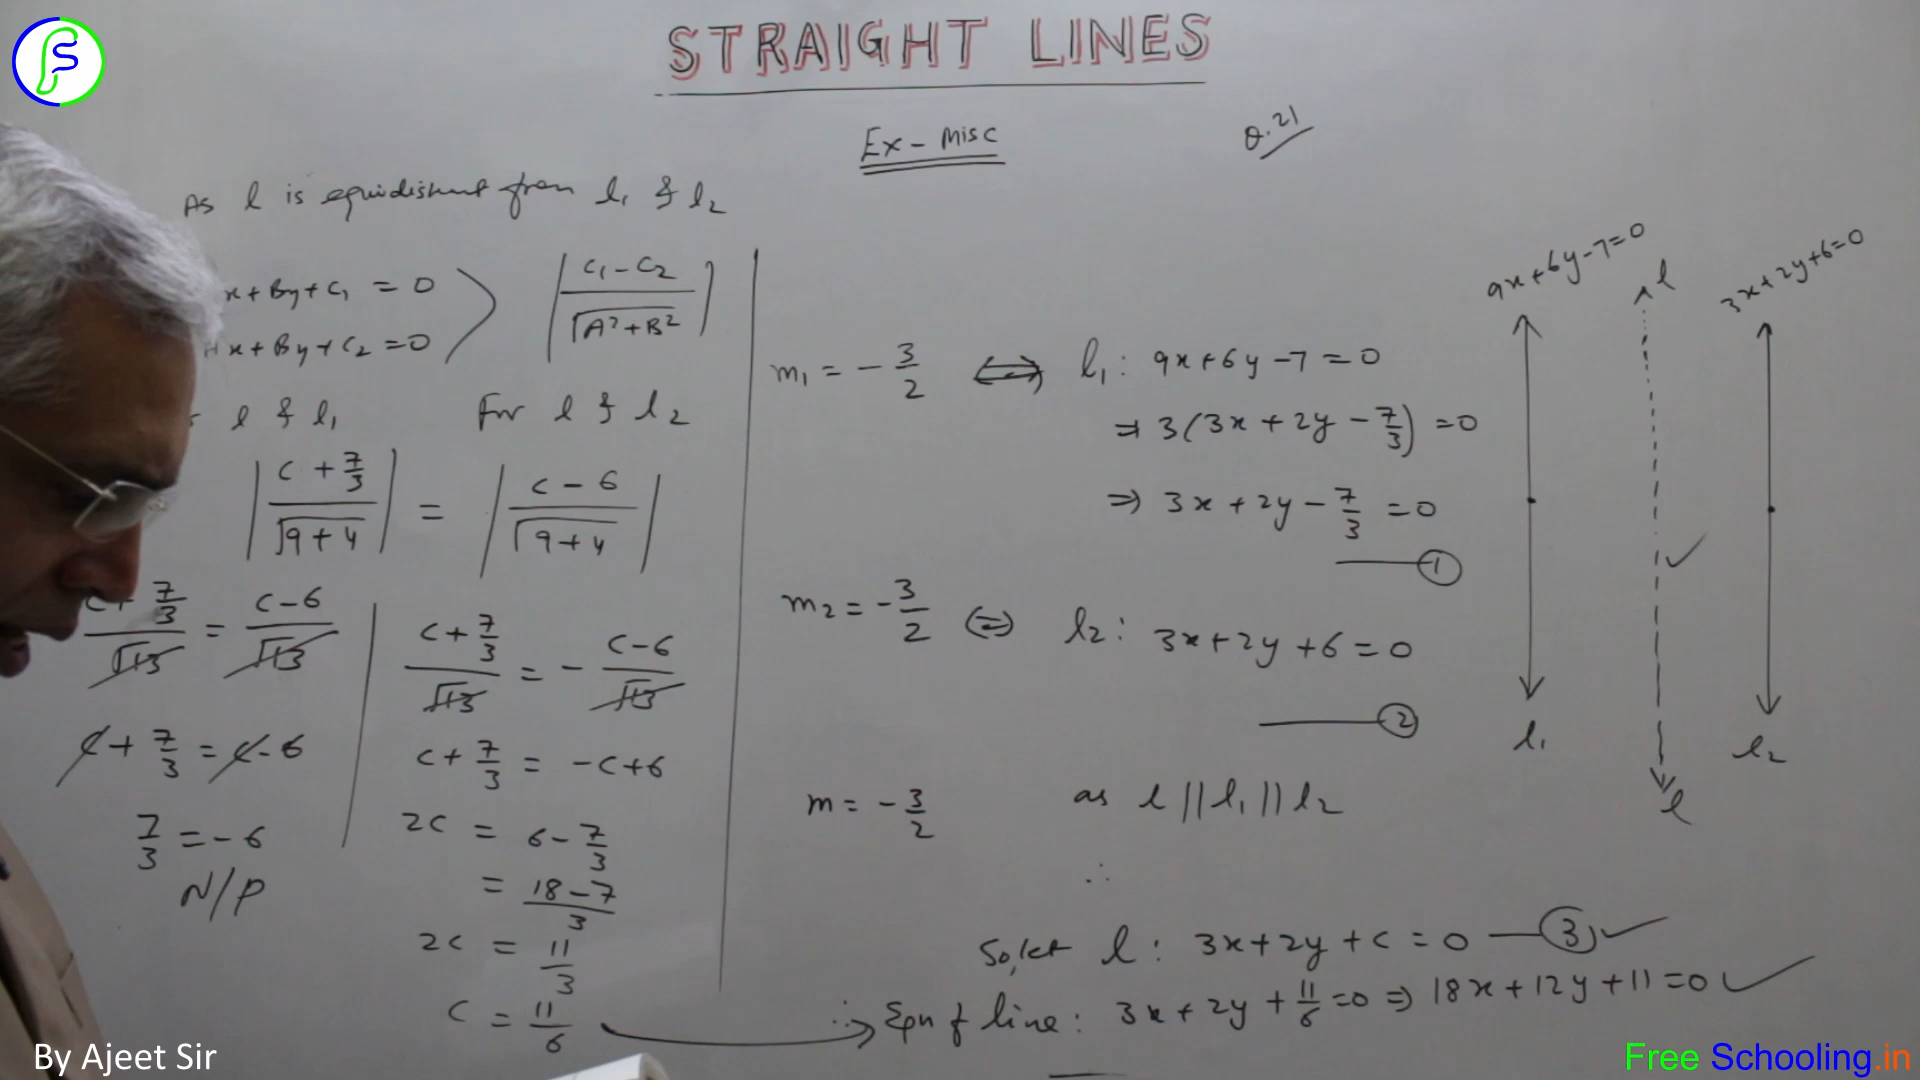 STRAIGHT LINES
Ex - Misc
Q.21
As l is equidistant from l₁ & l₂
x + By + C₁ = 0
x + By + C₂ = 0
|C₁ - C₂ / √A² + B²|
l & l₁
For l & l₂
|C + 7/3 / √9 + 4| = |C - 6 / √9 + 4|
C + 7/3 / √13 = C - 6 / √13
C + 7/3 = C - 6
7/3 = - 6
N/P
C + 7/3 / √13 = - C - 6 / √13
C + 7/3 = - C + 6
2C = 6 - 7/3
= 18 - 7 / 3
2C = 11/3
C = 11/6
m₁ = - 3/2 ⇔ l₁ : 9x + 6y - 7 = 0
⇒ 3(3x + 2y - 7/3) = 0
⇒ 3x + 2y - 7/3 = 0
— 1
m₂ = - 3/2 ⇔ l₂ : 3x + 2y + 6 = 0
— 2
m = - 3/2 as l || l₁ || l₂
∴
So, let l : 3x + 2y + C = 0 — 3 ✓
∴ Eqn of line : 3x + 2y + 11/6 = 0 ⇒ 18x + 12y + 11 = 0 ✓
9x + 6y - 7 = 0
l
3x + 2y + 6 = 0
l₁
l
l₂
By Ajeet Sir
Free Schooling.in